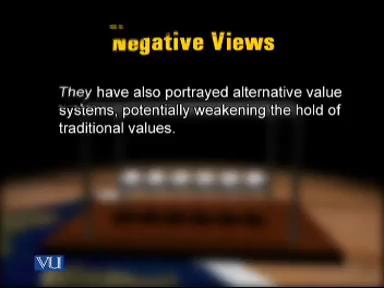 Negative Views
They have also portrayed alternative value
systems, potentially weakening the hold of
traditional values.
VU